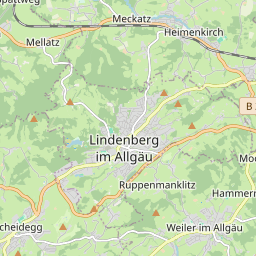 Meckatz
Heimenkirch
Mellatz
B
Lindenberg
im Allgäu
Ruppenmanklitz
Weiler im Allgäu